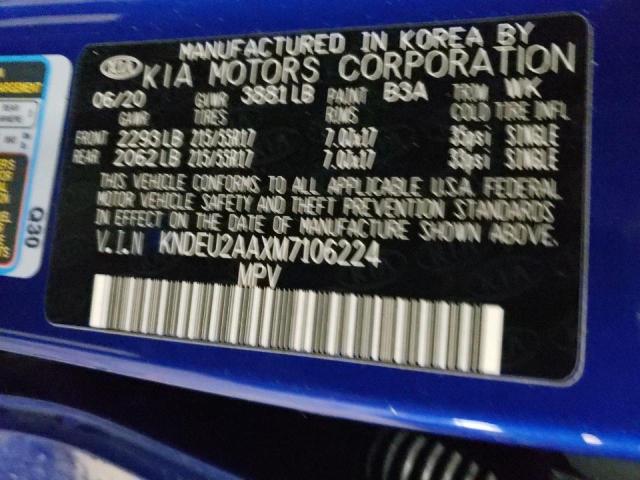 MANUFACTURED IN KOREA BY
KIA KIA MOTORS CORPORATION
06/20 GVWR 3881LB PAINT B3A TRIM WK
GAWR TIRES RIMS COLD TIRE INFL
FRONT 2293LB 215/55R17 7.0Jx17 33psi SINGLE
REAR 2062LB 215/55R17 7.0Jx17 33psi SINGLE
THIS VEHICLE CONFORMS TO ALL APPLICABLE U.S.A. FEDERAL
MOTOR VEHICLE SAFETY AND THEFT PREVENTION STANDARDS
IN EFFECT ON THE DATE OF MANUFACTURE SHOWN ABOVE.
V.I.N KNDEU2AAXM7106224
MPV
Q30
REAR